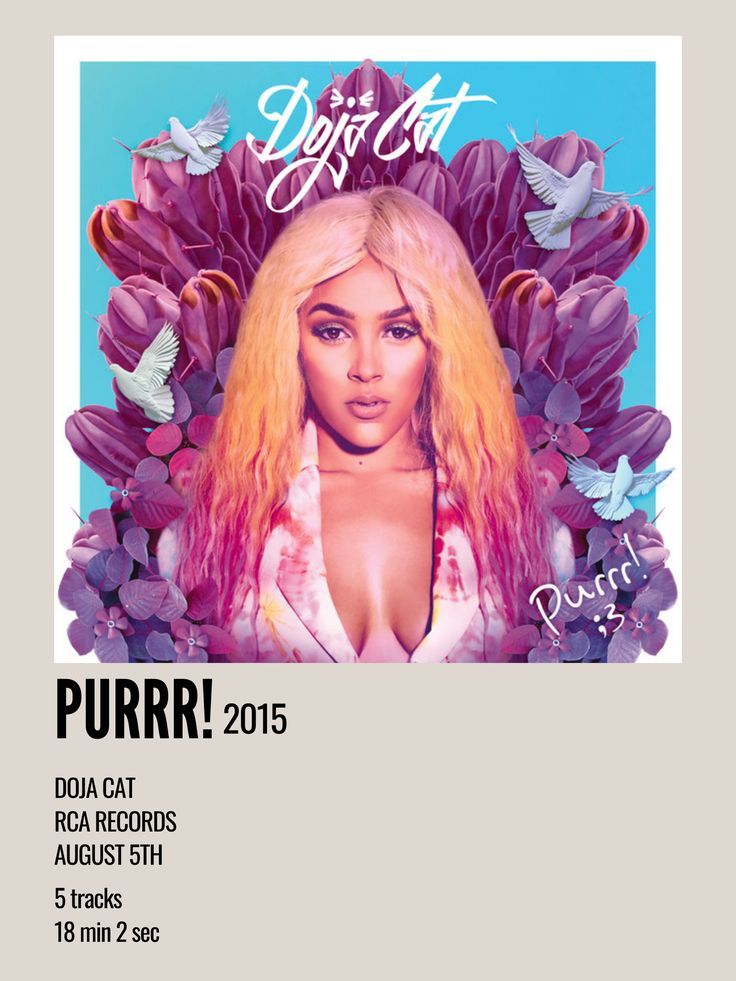 Doja Cat
Purrr!
;3
PURRR! 2015
DOJA CAT
RCA RECORDS
AUGUST 5TH
5 tracks
18 min 2 sec